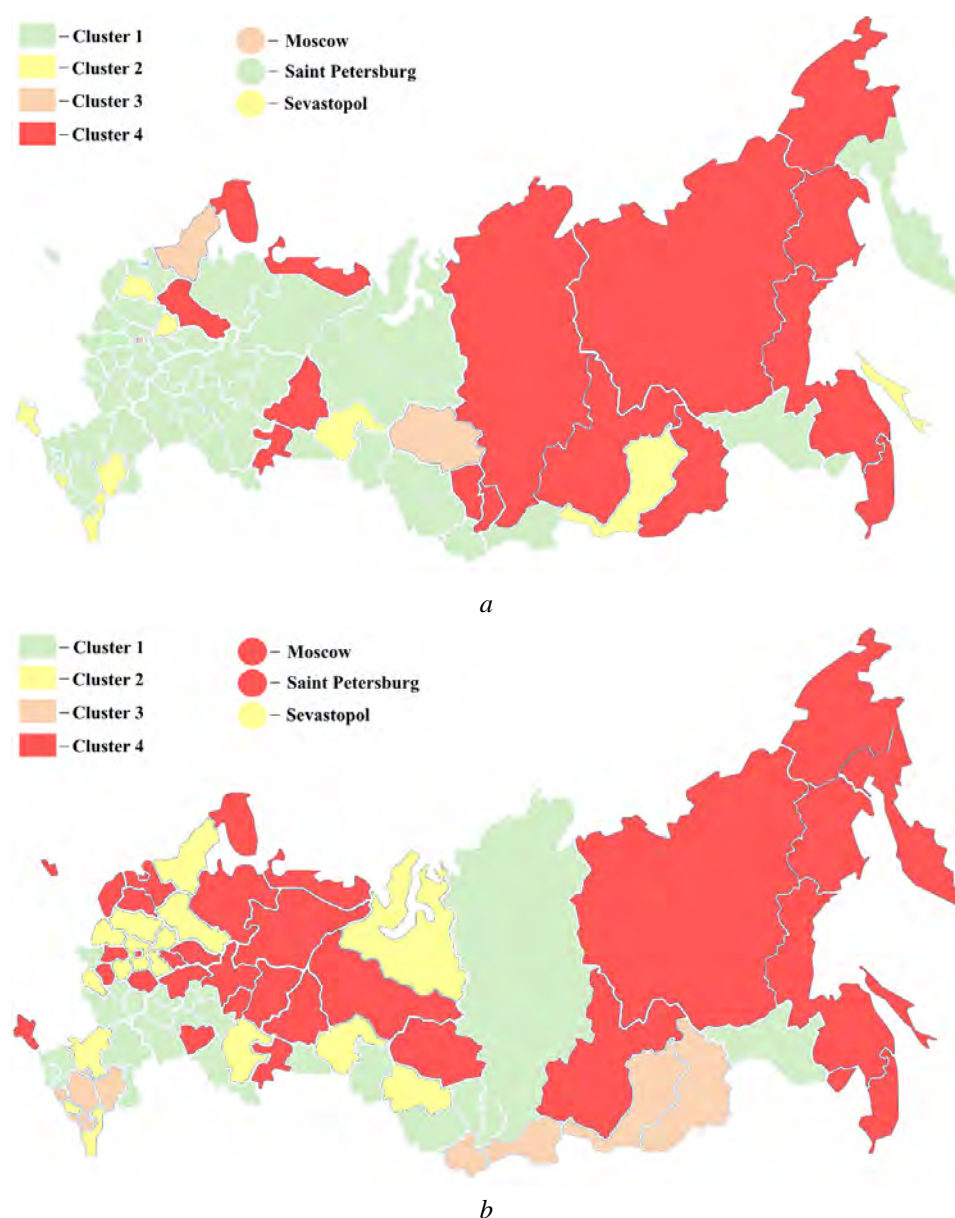 – Cluster 1
– Cluster 2
– Cluster 3
– Cluster 4
– Moscow
– Saint Petersburg
– Sevastopol
a
– Cluster 1
– Cluster 2
– Cluster 3
– Cluster 4
– Moscow
– Saint Petersburg
– Sevastopol
b